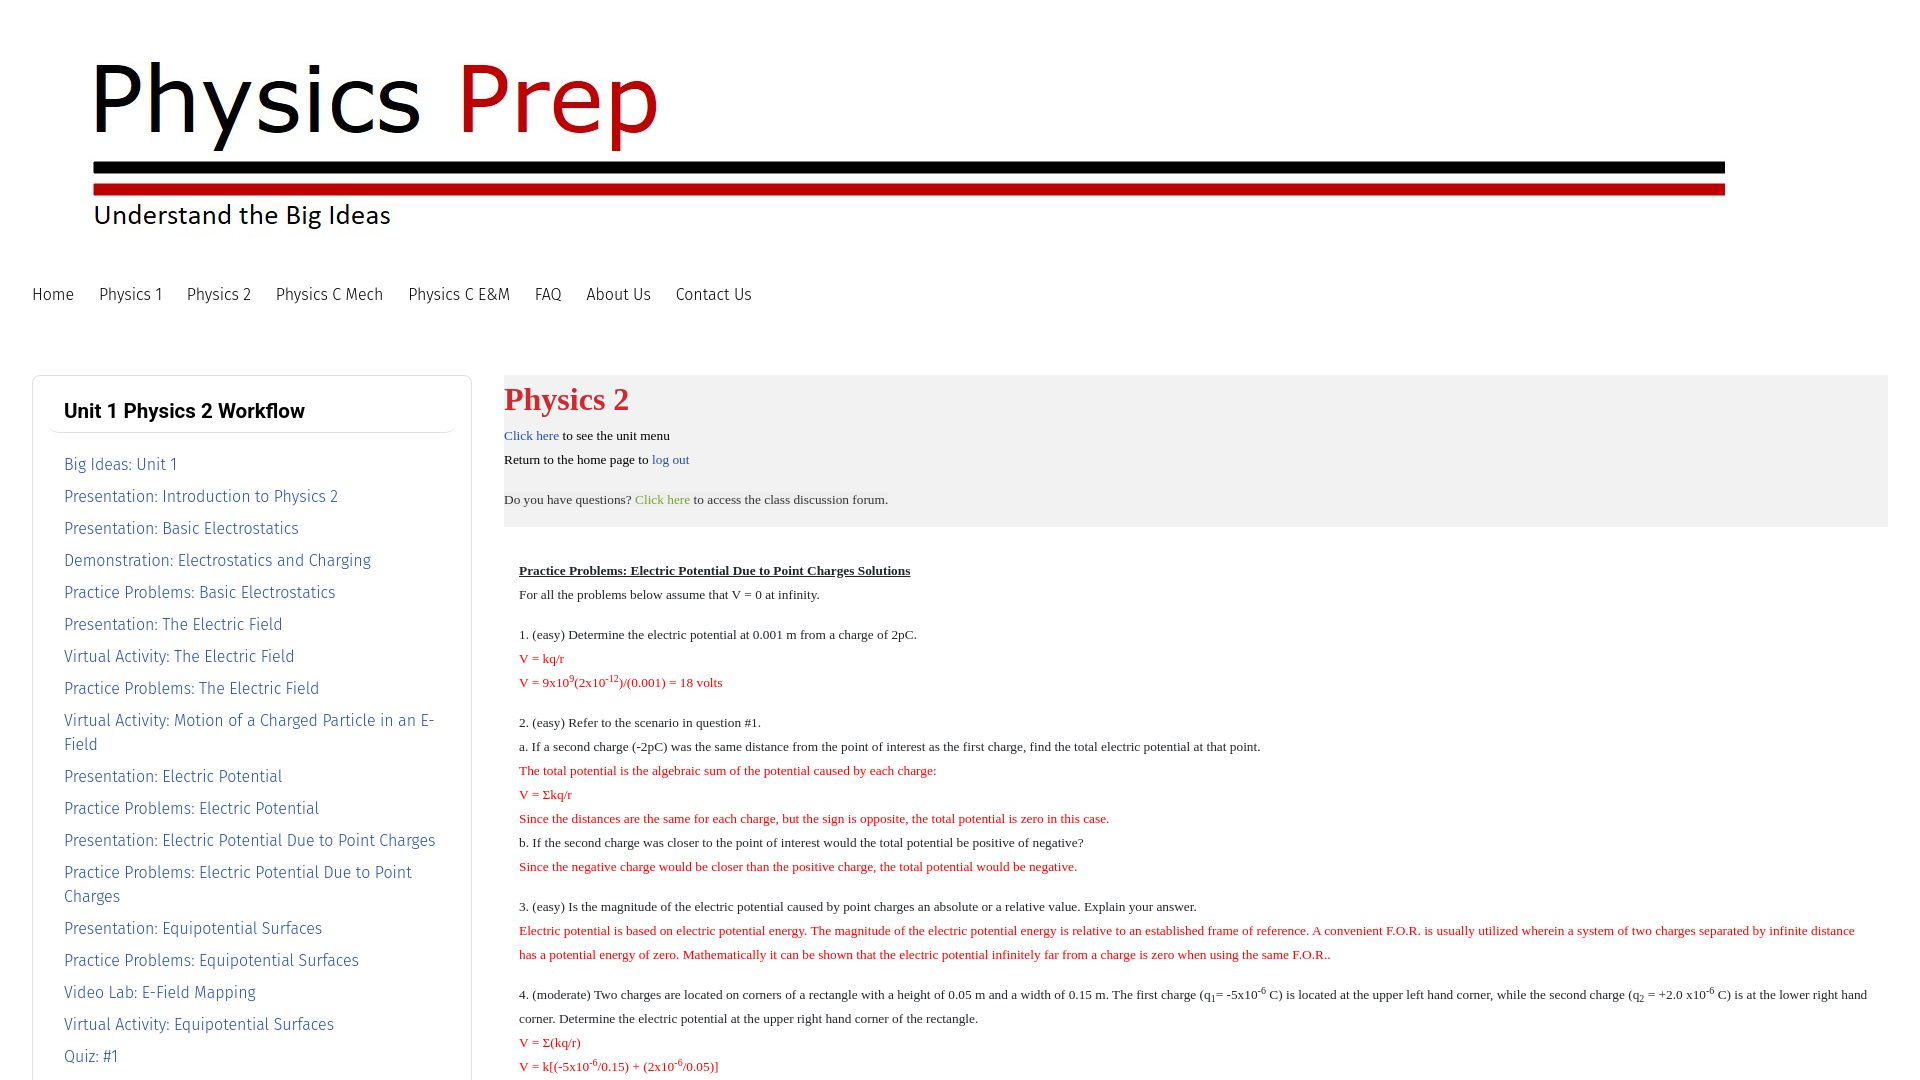 Physics Prep
Understand the Big Ideas
Home Physics 1 Physics 2 Physics C Mech Physics C E&M FAQ About Us Contact Us
Unit 1 Physics 2 Workflow
Big Ideas: Unit 1
Presentation: Introduction to Physics 2
Presentation: Basic Electrostatics
Demonstration: Electrostatics and Charging
Practice Problems: Basic Electrostatics
Presentation: The Electric Field
Virtual Activity: The Electric Field
Practice Problems: The Electric Field
Virtual Activity: Motion of a Charged Particle in an E-
Field
Presentation: Electric Potential
Practice Problems: Electric Potential
Presentation: Electric Potential Due to Point Charges
Practice Problems: Electric Potential Due to Point
Charges
Presentation: Equipotential Surfaces
Practice Problems: Equipotential Surfaces
Video Lab: E-Field Mapping
Virtual Activity: Equipotential Surfaces
Quiz: #1
Physics 2
Click here to see the unit menu
Return to the home page to log out
Do you have questions? Click here to access the class discussion forum.
Practice Problems: Electric Potential Due to Point Charges Solutions
For all the problems below assume that V = 0 at infinity.
1. (easy) Determine the electric potential at 0.001 m from a charge of 2pC.
V = kq/r
V = 9x10⁹(2x10⁻¹²)/(0.001) = 18 volts
2. (easy) Refer to the scenario in question #1.
a. If a second charge (-2pC) was the same distance from the point of interest as the first charge, find the total electric potential at that point.
The total potential is the algebraic sum of the potential caused by each charge:
V = Σkq/r
Since the distances are the same for each charge, but the sign is opposite, the total potential is zero in this case.
b. If the second charge was closer to the point of interest would the total potential be positive of negative?
Since the negative charge would be closer than the positive charge, the total potential would be negative.
3. (easy) Is the magnitude of the electric potential caused by point charges an absolute or a relative value. Explain your answer.
Electric potential is based on electric potential energy. The magnitude of the electric potential energy is relative to an established frame of reference. A convenient F.O.R. is usually utilized wherein a system of two charges separated by infinite distance
has a potential energy of zero. Mathematically it can be shown that the electric potential infinitely far from a charge is zero when using the same F.O.R..
4. (moderate) Two charges are located on corners of a rectangle with a height of 0.05 m and a width of 0.15 m. The first charge (q₁= -5x10⁻⁶ C) is located at the upper left hand corner, while the second charge (q₂ = +2.0 x10⁻⁶ C) is at the lower right hand
corner. Determine the electric potential at the upper right hand corner of the rectangle.
V = Σ(kq/r)
V = k[(-5x10⁻⁶/0.15) + (2x10⁻⁶/0.05)]